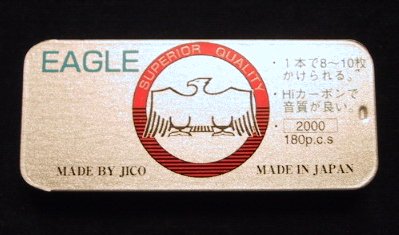 EAGLE
SUPERIOR QUALITY
・1本で8〜10枚
かけられる。
・Hiカーボンで
音質が良い。
・2000
180p.c.s
MADE BY JICO
MADE IN JAPAN